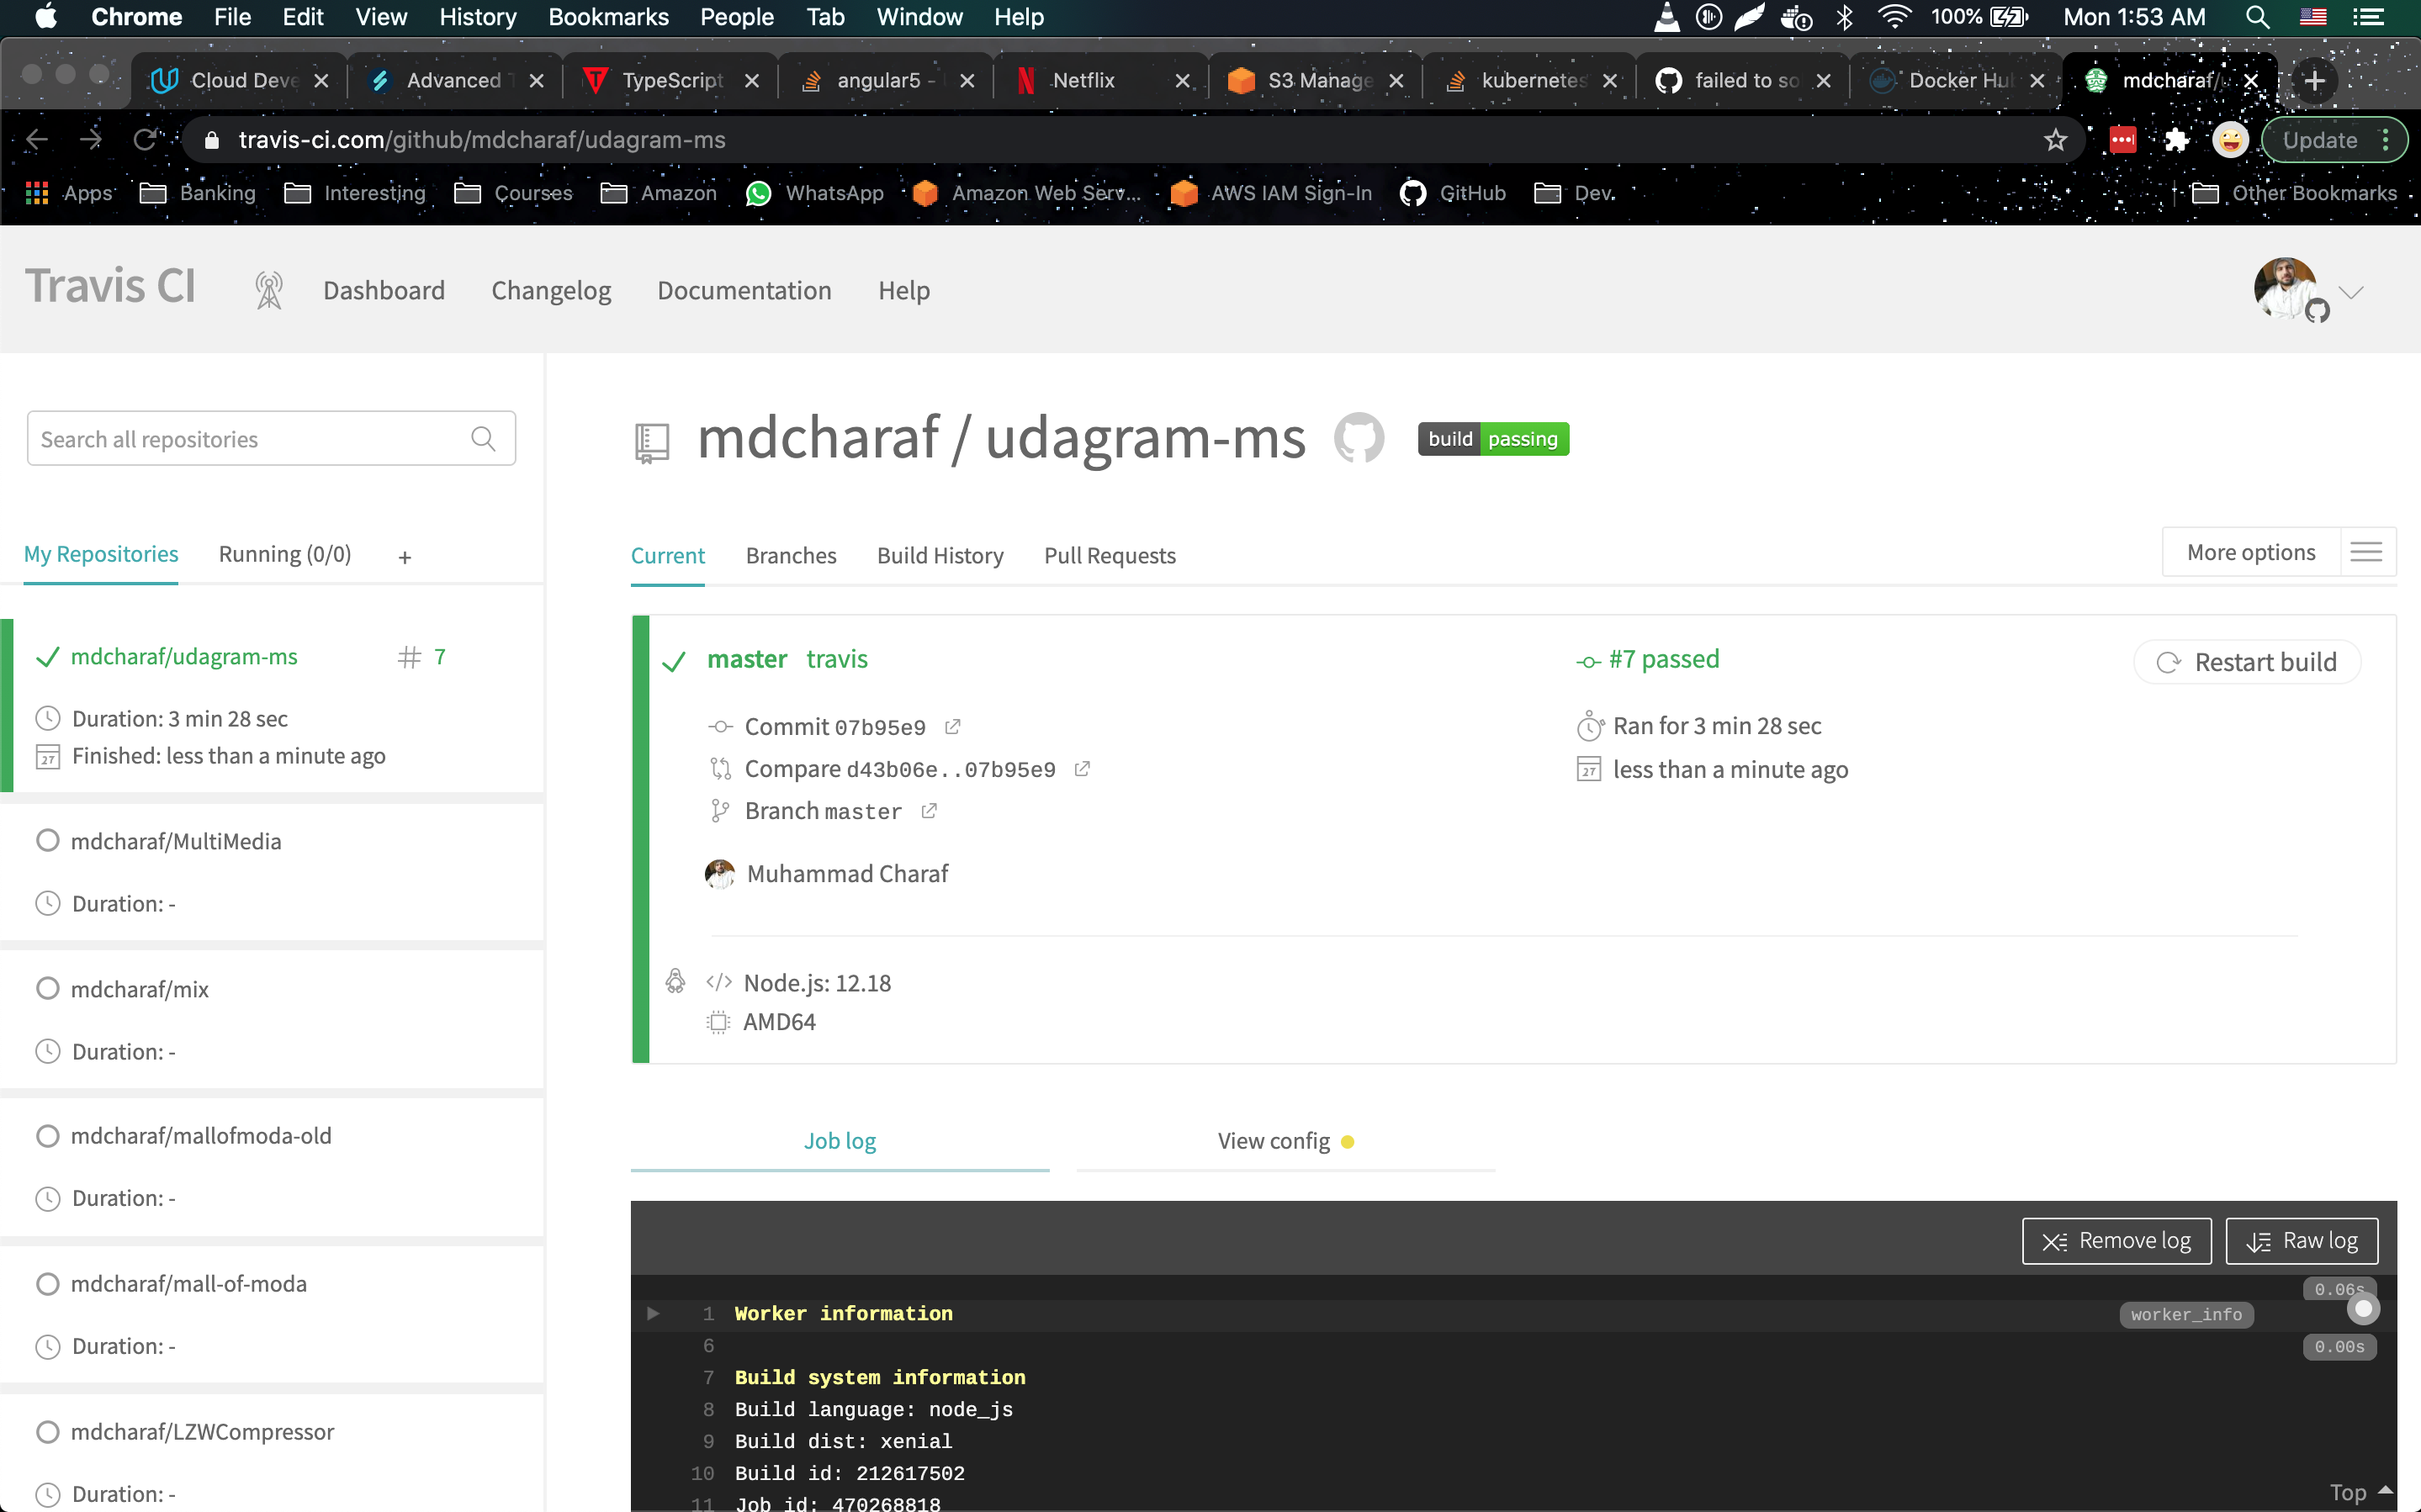 Chrome File Edit View History Bookmarks People Tab Window Help 100% Mon 1:53 AM
Cloud Deve Advanced T TypeScript angular5 - Netflix S3 Manage kubernetes failed to so Docker Hu mdcharaf/
travis-ci.com/github/mdcharaf/udagram-ms Update
Apps Banking Interesting Courses Amazon WhatsApp Amazon Web Serv... AWS IAM Sign-In GitHub Dev Other Bookmarks
Travis CI Dashboard Changelog Documentation Help
Search all repositories
mdcharaf / udagram-ms build passing
My Repositories Running (0/0) +
Current Branches Build History Pull Requests More options
mdcharaf/udagram-ms # 7
Duration: 3 min 28 sec
Finished: less than a minute ago
mdcharaf/MultiMedia
Duration: -
mdcharaf/mix
Duration: -
mdcharaf/mallofmoda-old
Duration: -
mdcharaf/mall-of-moda
Duration: -
mdcharaf/LZWCompressor
Duration: -
master travis #7 passed Restart build
Commit 07b95e9 Ran for 3 min 28 sec
Compare d43b06e..07b95e9 less than a minute ago
Branch master
Muhammad Charaf
Node.js: 12.18
AMD64
Job log View config
Remove log Raw log
0.06s
1 Worker information worker_info
6 0.00s
7 Build system information
8 Build language: node_js
9 Build dist: xenial
10 Build id: 212617502
11 Job id: 470268818
Top